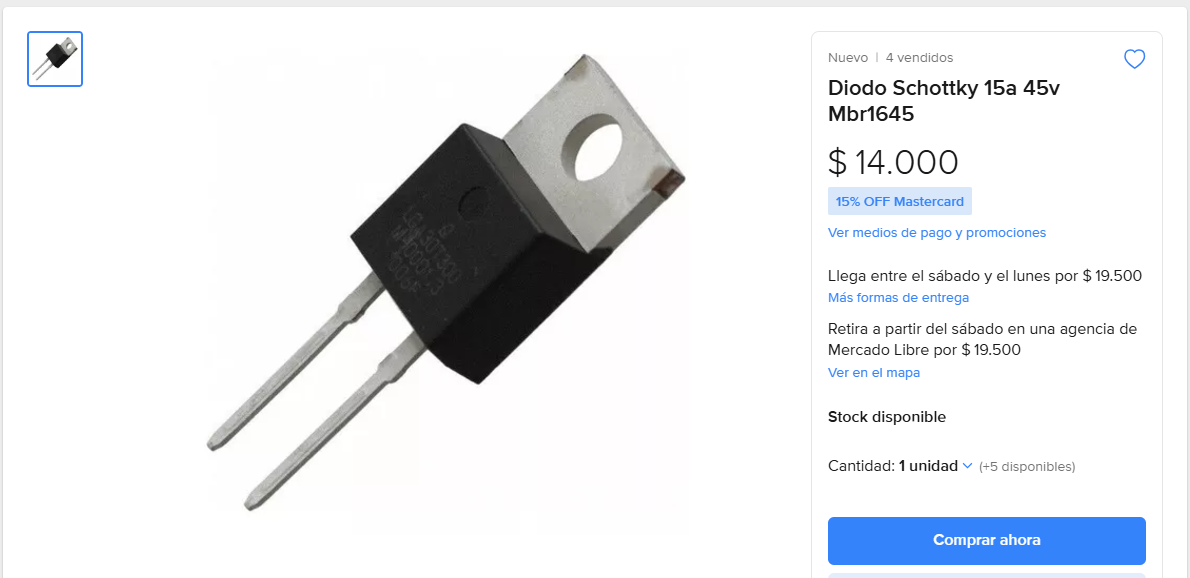 Nuevo | 4 vendidos
Diodo Schottky 15a 45v
Mbr1645
$ 14.000
15% OFF Mastercard
Ver medios de pago y promociones
Llega entre el sábado y el lunes por $ 19.500
Más formas de entrega
Retira a partir del sábado en una agencia de
Mercado Libre por $ 19.500
Ver en el mapa
Stock disponible
Cantidad: 1 unidad (+5 disponibles)
Comprar ahora